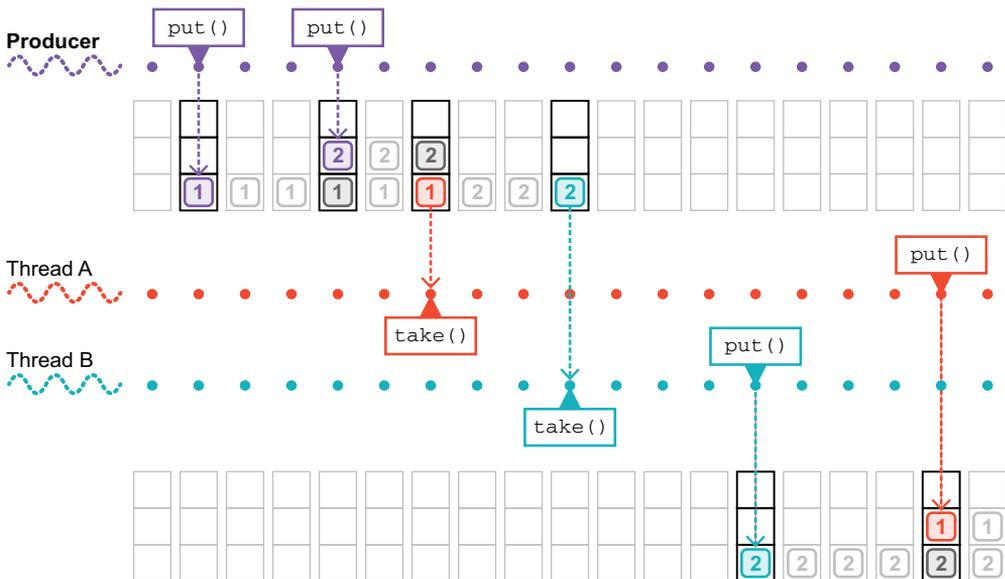 put() put()
Producer
2 2 2
1 1 1 1 1 1 2 2 2
Thread A
put()
take()
Thread B
put()
take()
1 1
2 2 2 2 2 2